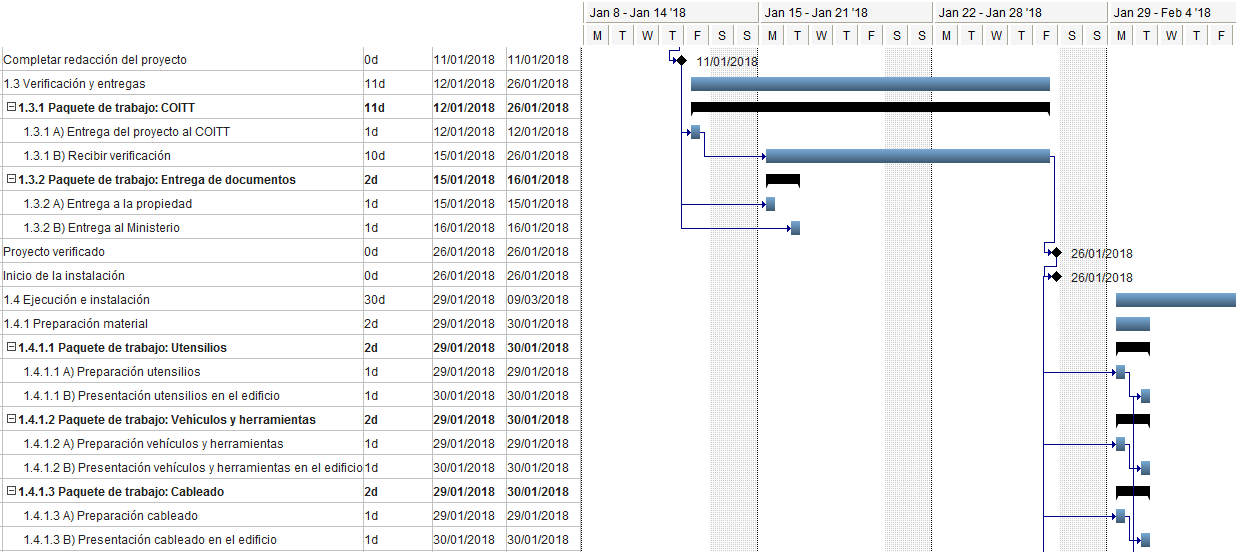 Jan 8 - Jan 14 '18 Jan 15 - Jan 21 '18 Jan 22 - Jan 28 '18 Jan 29 - Feb 4 '18
M T W T F S S M T W T F S S M T W T F S S M T W T F
Completar redacción del proyecto 0d 11/01/2018 11/01/2018 11/01/2018
1.3 Verificación y entregas 11d 12/01/2018 26/01/2018
1.3.1 Paquete de trabajo: COITT 11d 12/01/2018 26/01/2018
1.3.1 A) Entrega del proyecto al COITT 1d 12/01/2018 12/01/2018
1.3.1 B) Recibir verificación 10d 15/01/2018 26/01/2018
1.3.2 Paquete de trabajo: Entrega de documentos 2d 15/01/2018 16/01/2018
1.3.2 A) Entrega a la propiedad 1d 15/01/2018 15/01/2018
1.3.2 B) Entrega al Ministerio 1d 16/01/2018 16/01/2018
Proyecto verificado 0d 26/01/2018 26/01/2018 26/01/2018
Inicio de la instalación 0d 26/01/2018 26/01/2018 26/01/2018
1.4 Ejecución e instalación 30d 29/01/2018 09/03/2018
1.4.1 Preparación material 2d 29/01/2018 30/01/2018
1.4.1.1 Paquete de trabajo: Utensilios 2d 29/01/2018 30/01/2018
1.4.1.1 A) Preparación utensilios 1d 29/01/2018 29/01/2018
1.4.1.1 B) Presentación utensilios en el edificio 1d 30/01/2018 30/01/2018
1.4.1.2 Paquete de trabajo: Vehículos y herramientas 2d 29/01/2018 30/01/2018
1.4.1.2 A) Preparación vehículos y herramientas 1d 29/01/2018 29/01/2018
1.4.1.2 B) Presentación vehículos y herramientas en el edificio 1d 30/01/2018 30/01/2018
1.4.1.3 Paquete de trabajo: Cableado 2d 29/01/2018 30/01/2018
1.4.1.3 A) Preparación cableado 1d 29/01/2018 29/01/2018
1.4.1.3 B) Presentación cableado en el edificio 1d 30/01/2018 30/01/2018